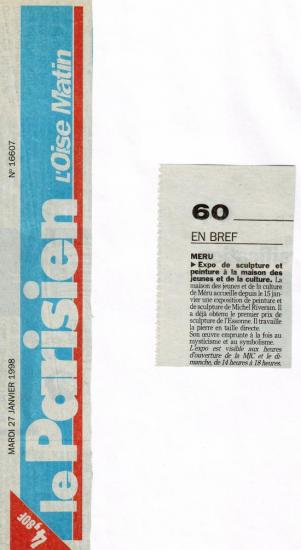 MARDI 27 JANVIER 1998
N° 16607
le Parisien L'Oise Matin
4,80F
60
EN BREF
MERU
► Expo de sculpture et
peinture à la maison des
jeunes et de la culture. La
maison des jeunes et de la culture
de Méru accueille depuis le 15 jan-
vier une exposition de peinture et
de sculpture de Michel Riverain. Il
a déjà obtenu le premier prix de
sculpture de l'Essonne. Il travaille
la pierre en taille directe.
Son œuvre emprunte à la fois au
mysticisme et au symbolisme.
L'expo est visible aux heures
d'ouverture de la MJC et le di-
manche, de 14 heures à 18 heures.